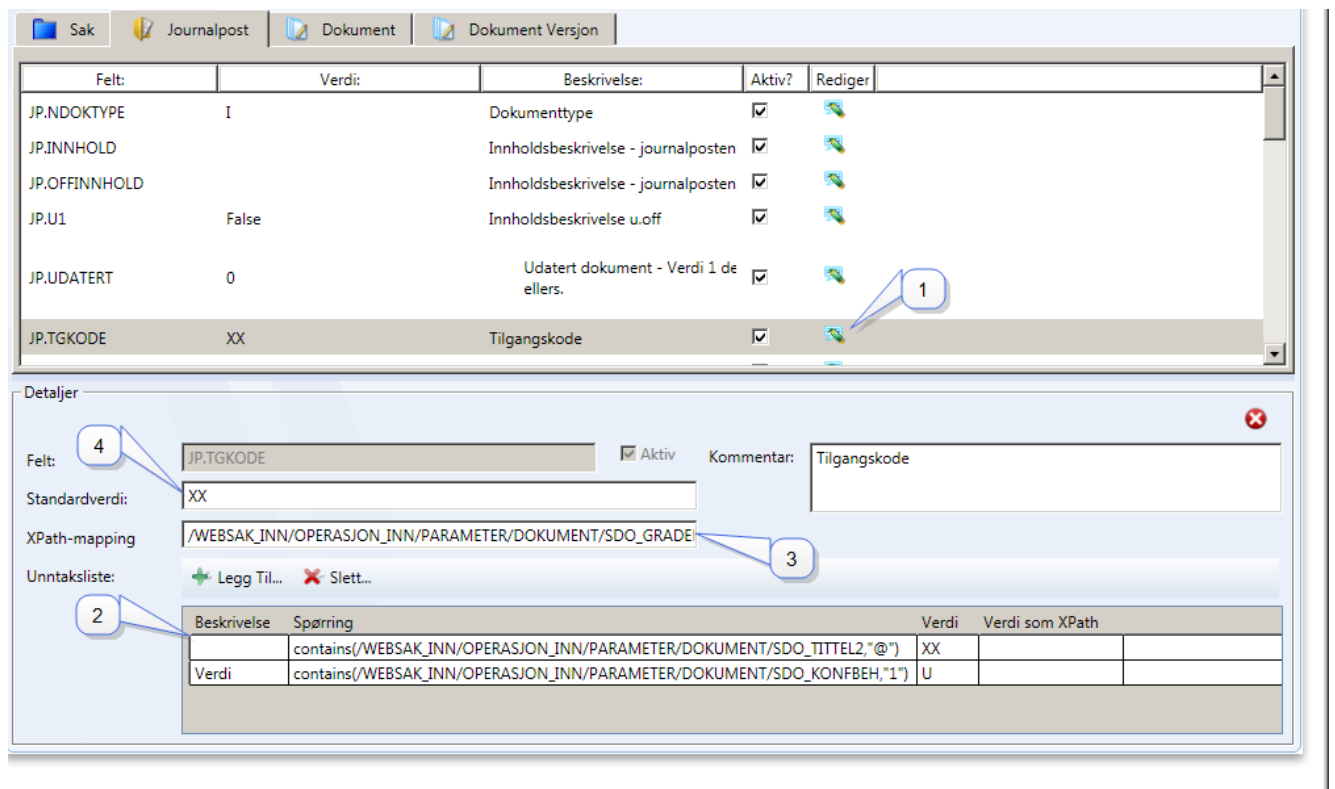 Sak Journalpost Dokument Dokument Versjon
Felt: Verdi: Beskrivelse: Aktiv? Rediger
JP.NDOKTYPE I Dokumenttype
JP.INNHOLD Innholdsbeskrivelse - journalposten
JP.OFFINNHOLD Innholdsbeskrivelse - journalposten
JP.U1 False Innholdsbeskrivelse u.off
JP.UDATERT 0 Udatert dokument - Verdi 1 de
ellers.
1
JP.TGKODE XX Tilgangskode
Detaljer
4
Felt: JP.TGKODE Aktiv Kommentar: Tilgangskode
Standardverdi: XX
XPath-mapping /WEBSAK_INN/OPERASJON_INN/PARAMETER/DOKUMENT/SDO_GRADE
3
Unntaksliste: Legg Til... Slett...
2
Beskrivelse Spørring Verdi Verdi som XPath
contains(/WEBSAK_INN/OPERASJON_INN/PARAMETER/DOKUMENT/SDO_TITTEL2,"@") XX
Verdi contains(/WEBSAK_INN/OPERASJON_INN/PARAMETER/DOKUMENT/SDO_KONFBEH,"1") U